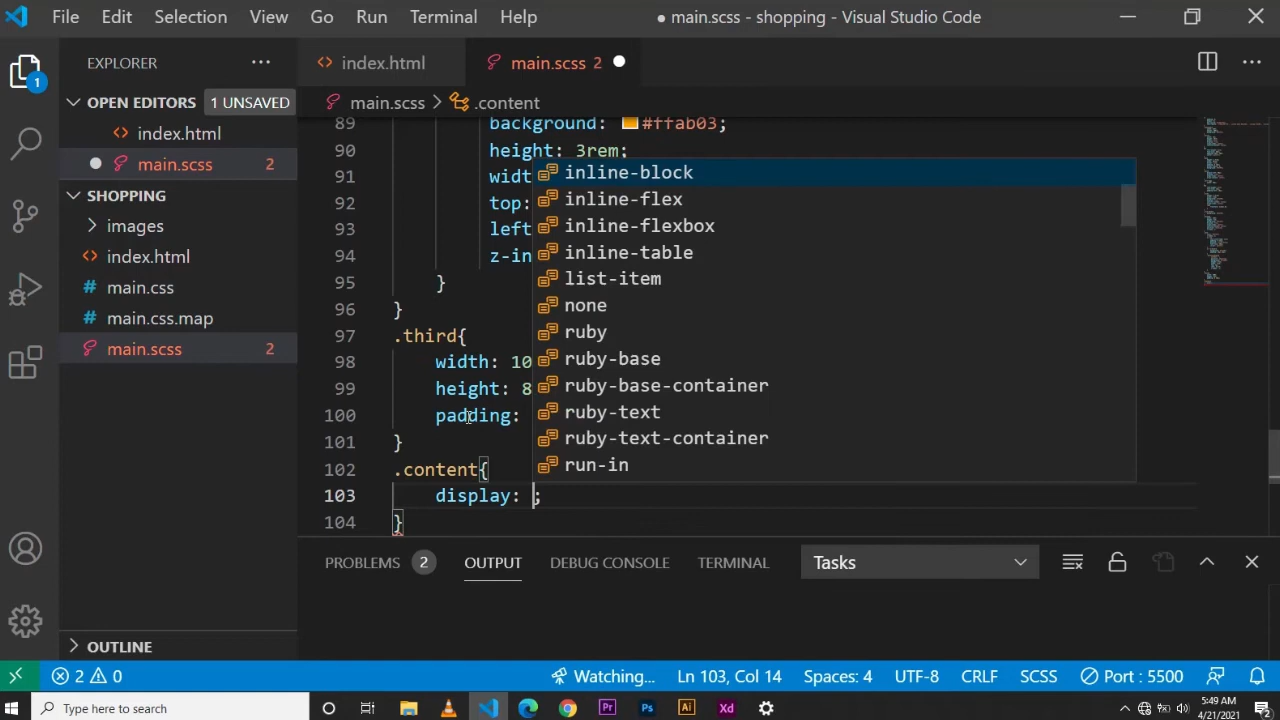 File Edit Selection View Go Run Terminal Help ● main.scss - shopping - Visual Studio Code
EXPLORER ···
index.html
main.scss 2
1
OPEN EDITORS 1 UNSAVED
index.html
main.scss 2
SHOPPING
images
index.html
main.css
main.css.map
main.scss 2
OUTLINE
main.scss > .content
89 background: #ffab03;
90 height: 3rem;
91 widt
92 top:
93 left
94 z-in
95 }
96 }
97 .third{
98 width: 10
99 height: 8
100 padding:
101 }
102 .content{
103 display: ;
104 }
inline-block
inline-flex
inline-flexbox
inline-table
list-item
none
ruby
ruby-base
ruby-base-container
ruby-text
ruby-text-container
run-in
PROBLEMS 2 OUTPUT DEBUG CONSOLE TERMINAL Tasks
2 0 Watching... Ln 103, Col 14 Spaces: 4 UTF-8 CRLF SCSS Port : 5500
Type here to search
Pr Ps Ai Xd
5:49 AM
4/21/2021
2